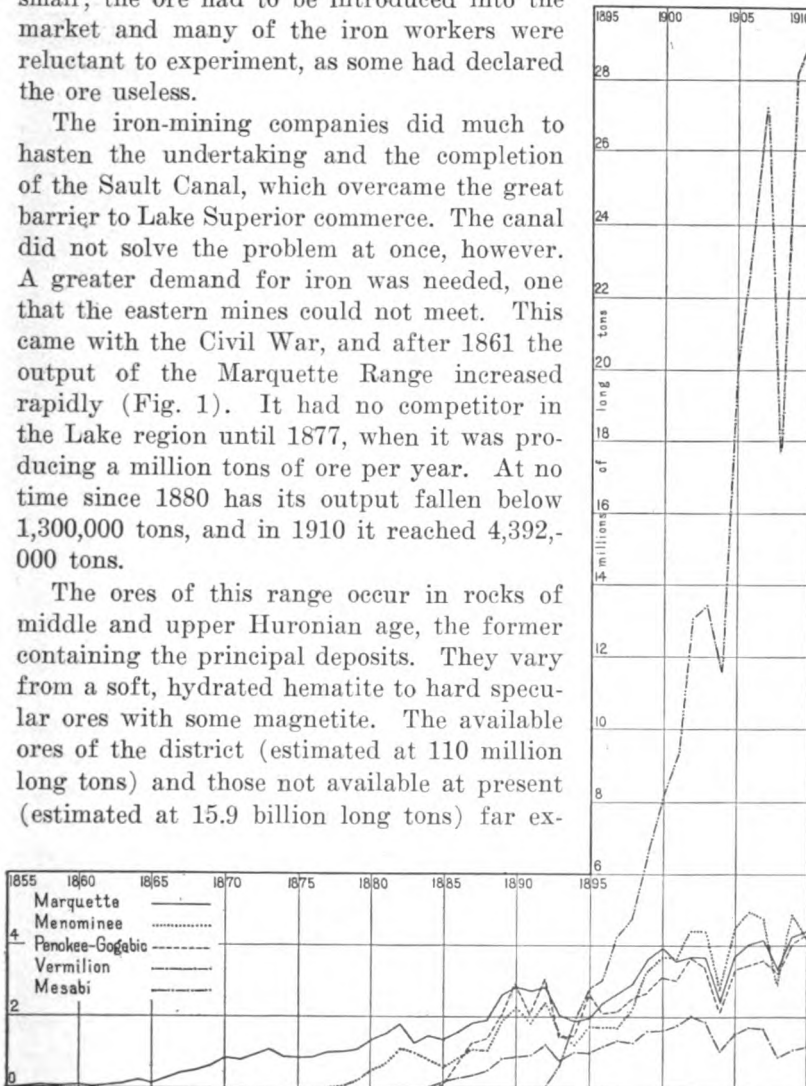 small, the ore had to be introduced into the
market and many of the iron workers were
reluctant to experiment, as some had declared
the ore useless.
The iron-mining companies did much to
hasten the undertaking and the completion
of the Sault Canal, which overcame the great
barrier to Lake Superior commerce. The canal
did not solve the problem at once, however.
A greater demand for iron was needed, one
that the eastern mines could not meet. This
came with the Civil War, and after 1861 the
output of the Marquette Range increased
rapidly (Fig. 1). It had no competitor in
the Lake region until 1877, when it was pro-
ducing a million tons of ore per year. At no
time since 1880 has its output fallen below
1,300,000 tons, and in 1910 it reached 4,392,-
000 tons.
The ores of this range occur in rocks of
middle and upper Huronian age, the former
containing the principal deposits. They vary
from a soft, hydrated hematite to hard specu-
lar ores with some magnetite. The available
ores of the district (estimated at 110 million
long tons) and those not available at present
(estimated at 15.9 billion long tons) far ex-
1895 1900 1905 191
28
26
24
22
20
18
16
14
12
10
8
6
millions of long tons
1855 1860 1865 1870 1875 1880 1885 1890 1895
Marquette
Menominee
Penokee-Gogebic
Vermilion
Mesabi
4
2
0